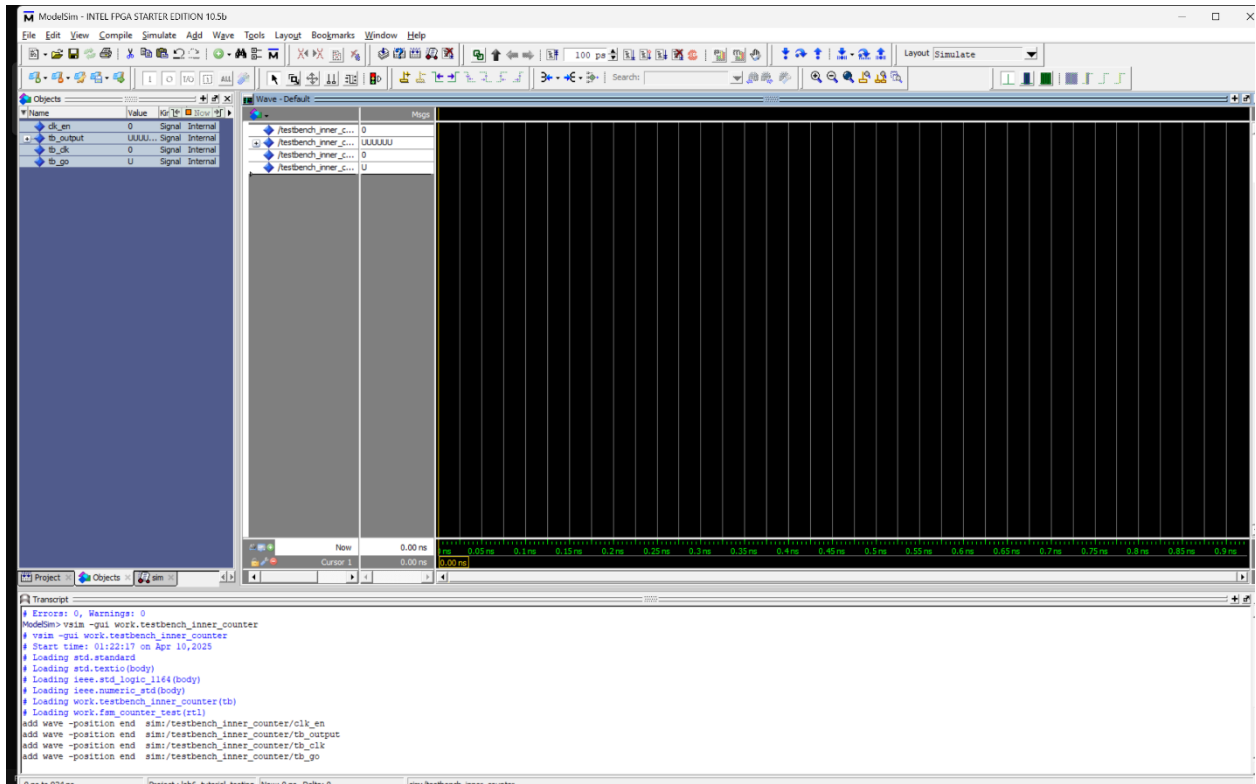 ModelSim - INTEL FPGA STARTER EDITION 10.5b
File Edit View Compile Simulate Add Wave Tools Layout Bookmarks Window Help
100 ps
Layout Simulate
Search:
Objects
Wave - Default
Name Value Kin Now
Msgs
clk_en 0 Signal Internal
tb_output UUUU... Signal Internal
tb_clk 0 Signal Internal
tb_go U Signal Internal
/testbench_inner_c... 0
/testbench_inner_c... UUUUUU
/testbench_inner_c... 0
/testbench_inner_c... U
Now 0.00 ns
ns 0.05 ns 0.1 ns 0.15 ns 0.2 ns 0.25 ns 0.3 ns 0.35 ns 0.4 ns 0.45 ns 0.5 ns 0.55 ns 0.6 ns 0.65 ns 0.7 ns 0.75 ns 0.8 ns 0.85 ns 0.9 ns
Cursor 1 0.00 ns 0.00 ns
Project Objects sim
Transcript
# Errors: 0, Warnings: 0
ModelSim> vsim -gui work.testbench_inner_counter
# vsim -gui work.testbench_inner_counter
# Start time: 01:22:17 on Apr 10,2025
# Loading std.standard
# Loading std.textio(body)
# Loading ieee.std_logic_1164(body)
# Loading ieee.numeric_std(body)
# Loading work.testbench_inner_counter(tb)
# Loading work.fsm_counter_test(rtl)
add wave -position end sim:/testbench_inner_counter/clk_en
add wave -position end sim:/testbench_inner_counter/tb_output
add wave -position end sim:/testbench_inner_counter/tb_clk
add wave -position end sim:/testbench_inner_counter/tb_go